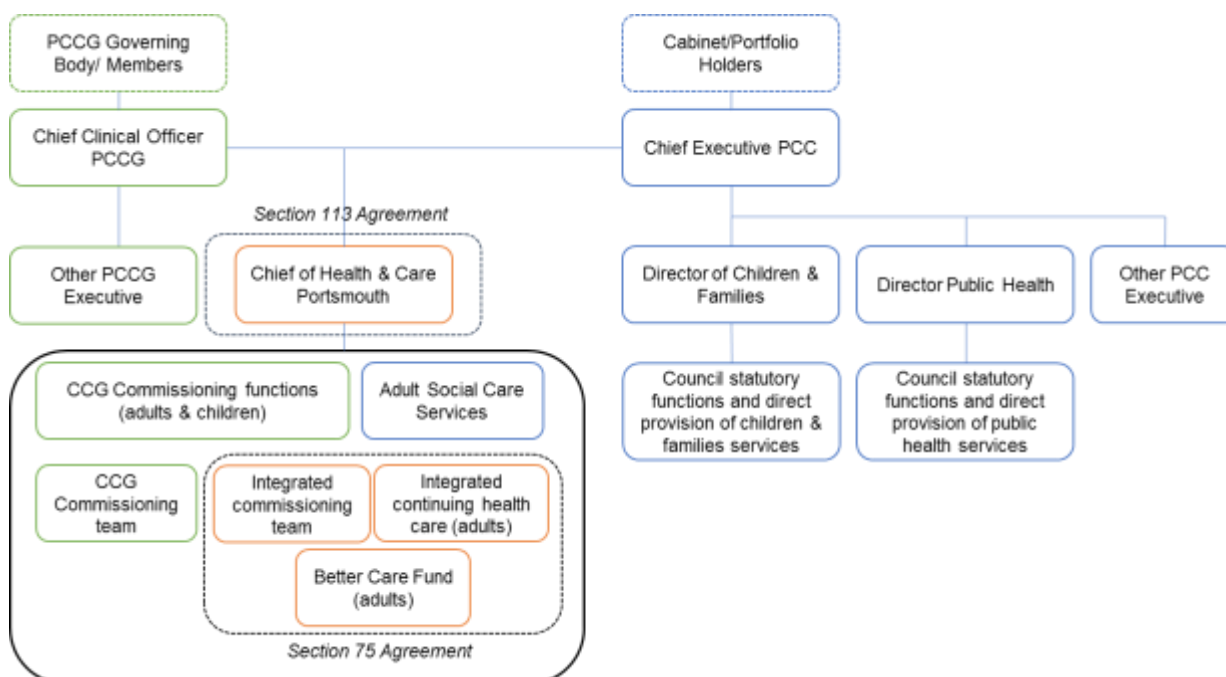 PCCG Governing
Body/ Members
Cabinet/Portfolio
Holders
Chief Clinical Officer
PCCG
Chief Executive PCC
Section 113 Agreement
Other PCCG
Executive
Chief of Health & Care
Portsmouth
Director of Children &
Families
Director Public Health
Other PCC
Executive
CCG Commissioning functions
(adults & children)
Adult Social Care
Services
Council statutory
functions and direct
provision of children &
families services
Council statutory
functions and direct
provision of public
health services
CCG
Commissioning
team
Integrated
commissioning
team
Integrated
continuing health
care (adults)
Better Care Fund
(adults)
Section 75 Agreement